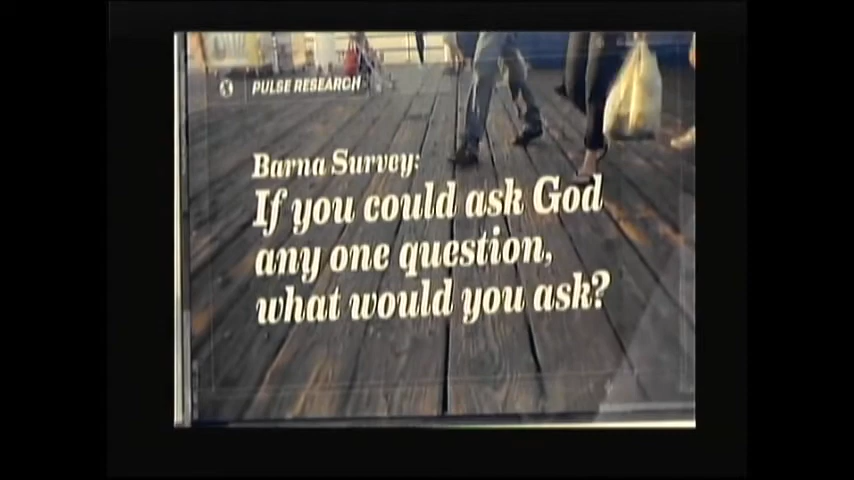 PULSE RESEARCH
Barna Survey:
If you could ask God
any one question,
what would you ask?